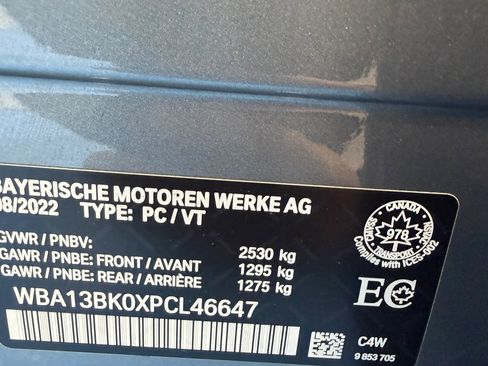 BAYERISCHE MOTOREN WERKE AG
08/2022 TYPE: PC/VT
GVWR / PNBV: 2530 kg
GAWR / PNBE: FRONT / AVANT 1295 kg
GAWR / PNBE: REAR / ARRIÈRE 1275 kg
WBA13BK0XPCL46647
CANADA
978
TRANSPORT
Complies with ICES-002
EC
C4W
9 853 705